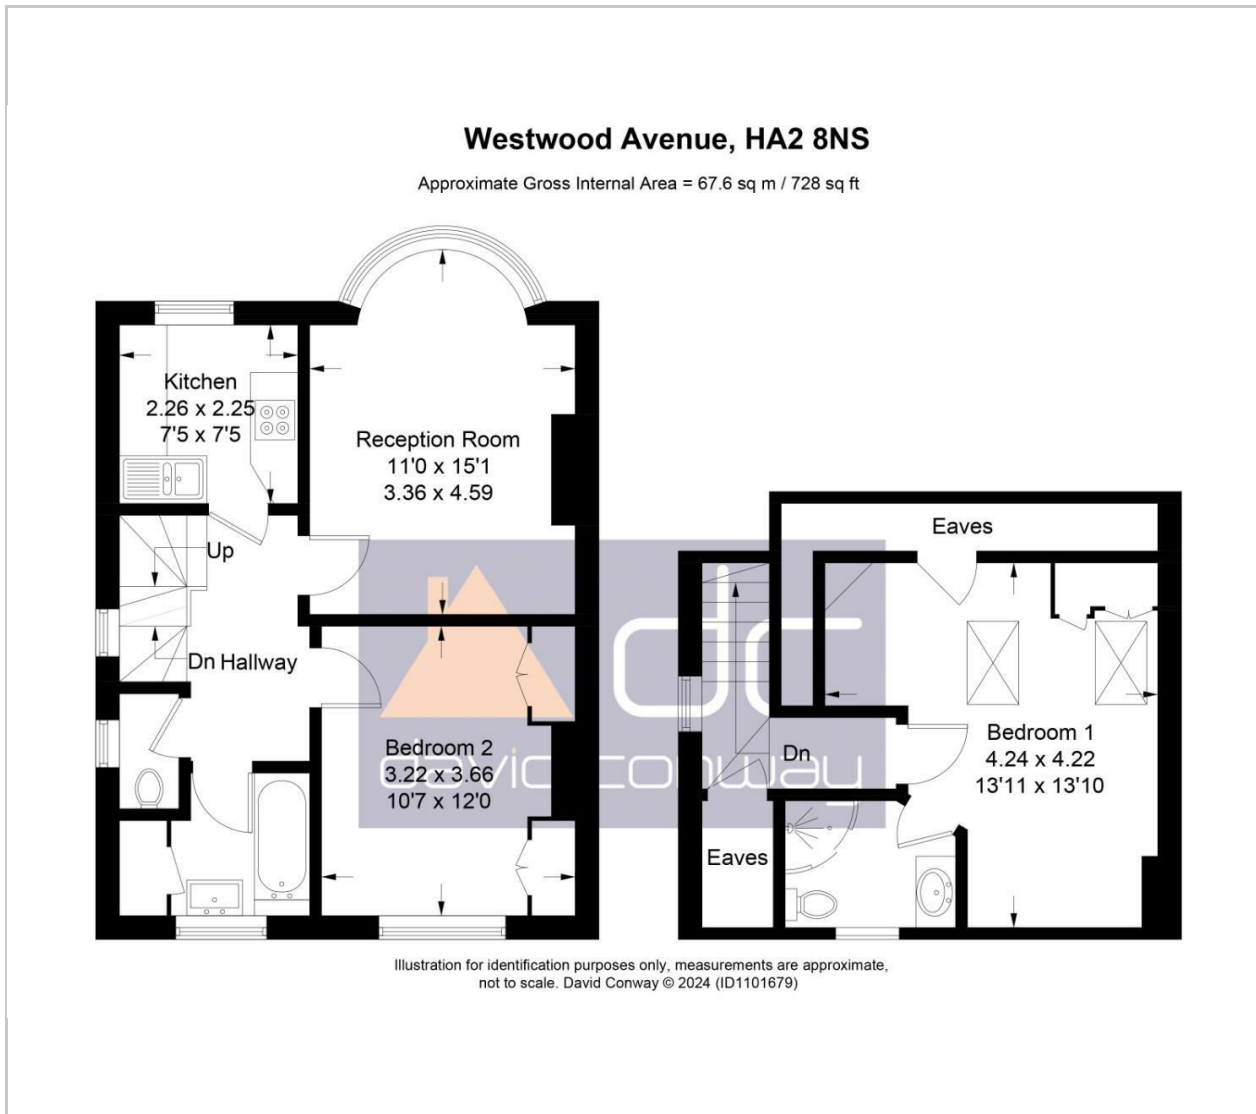 Westwood Avenue, HA2 8NS
Approximate Gross Internal Area = 67.6 sq m / 728 sq ft
Kitchen
2.26 x 2.25
7'5 x 7'5
Reception Room
11'0 x 15'1
3.36 x 4.59
Up
Dn Hallway
Bedroom 2
3.22 x 3.66
10'7 x 12'0
dc
david conway
Eaves
Dn
Bedroom 1
4.24 x 4.22
13'11 x 13'10
Eaves
Illustration for identification purposes only, measurements are approximate,
not to scale. David Conway © 2024 (ID1101679)